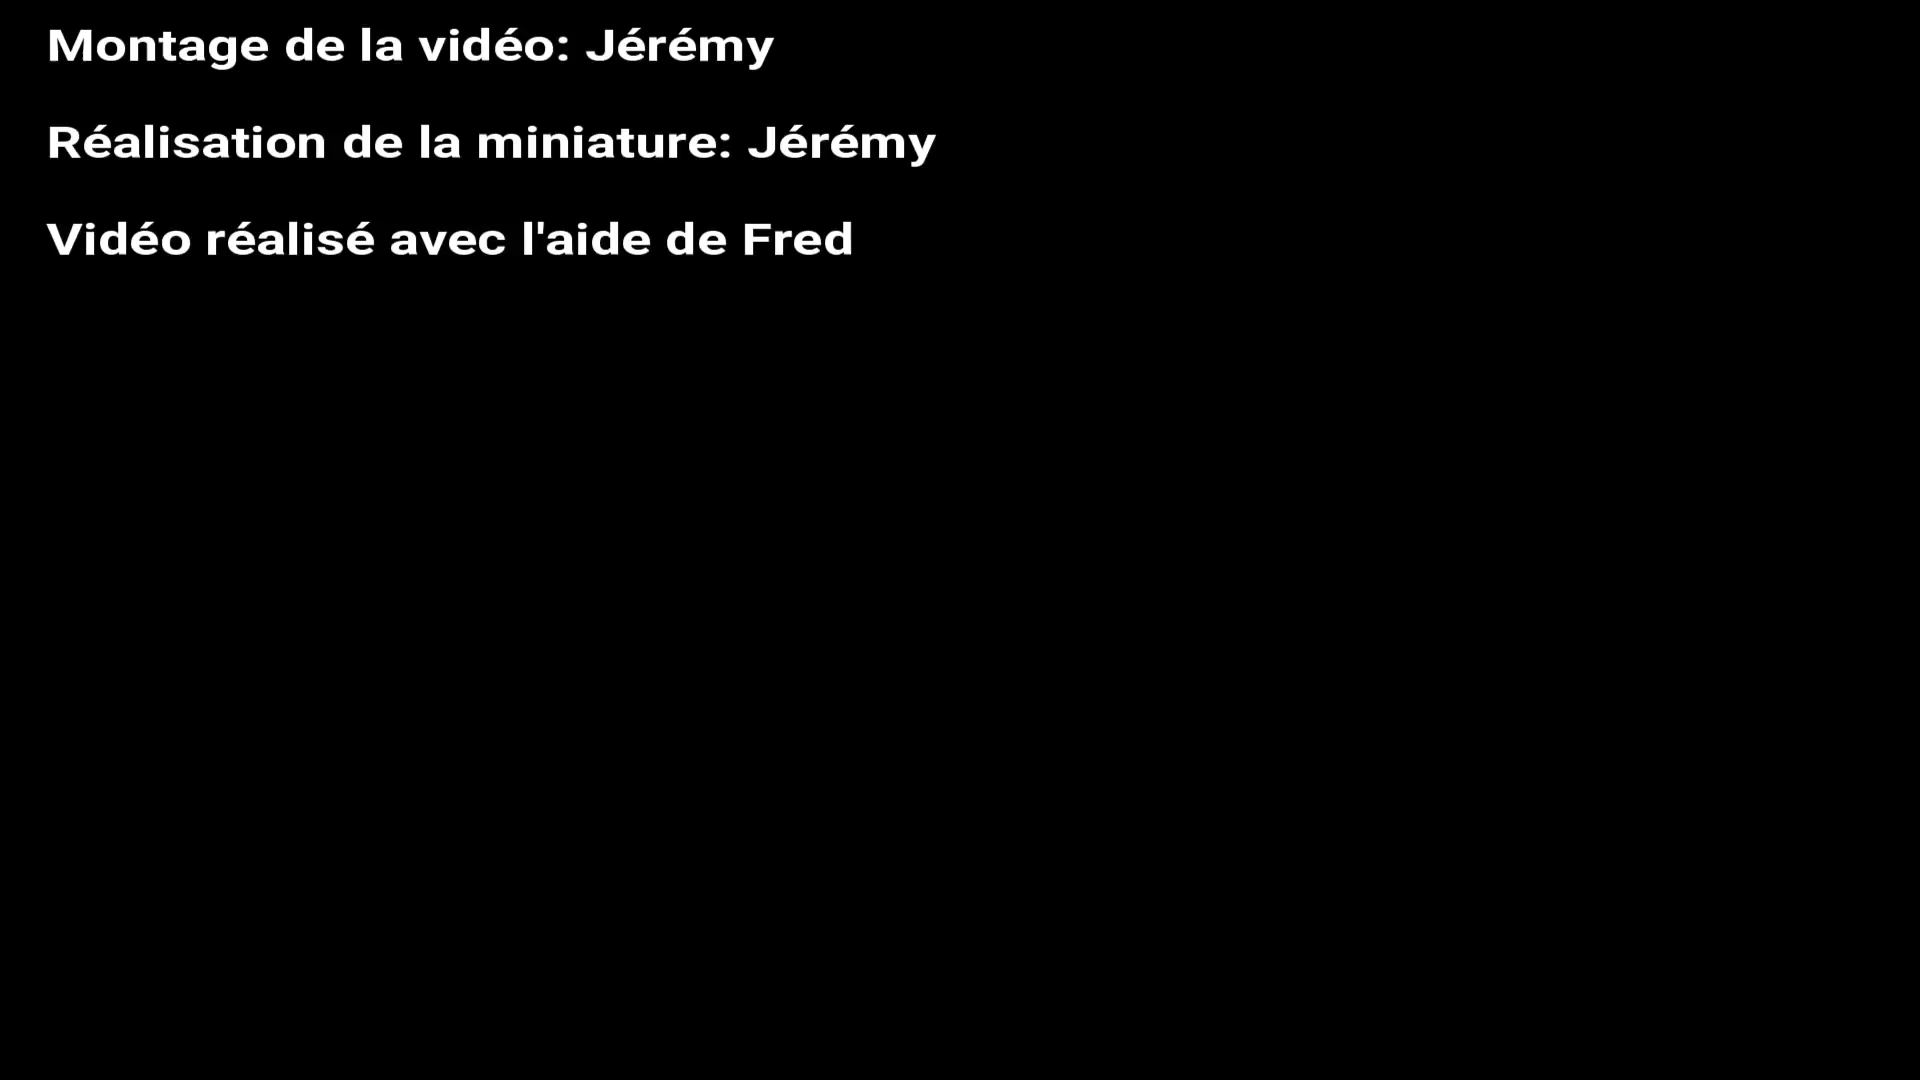 Montage de la vidéo: Jérémy
Réalisation de la miniature: Jérémy
Vidéo réalisé avec l'aide de Fred